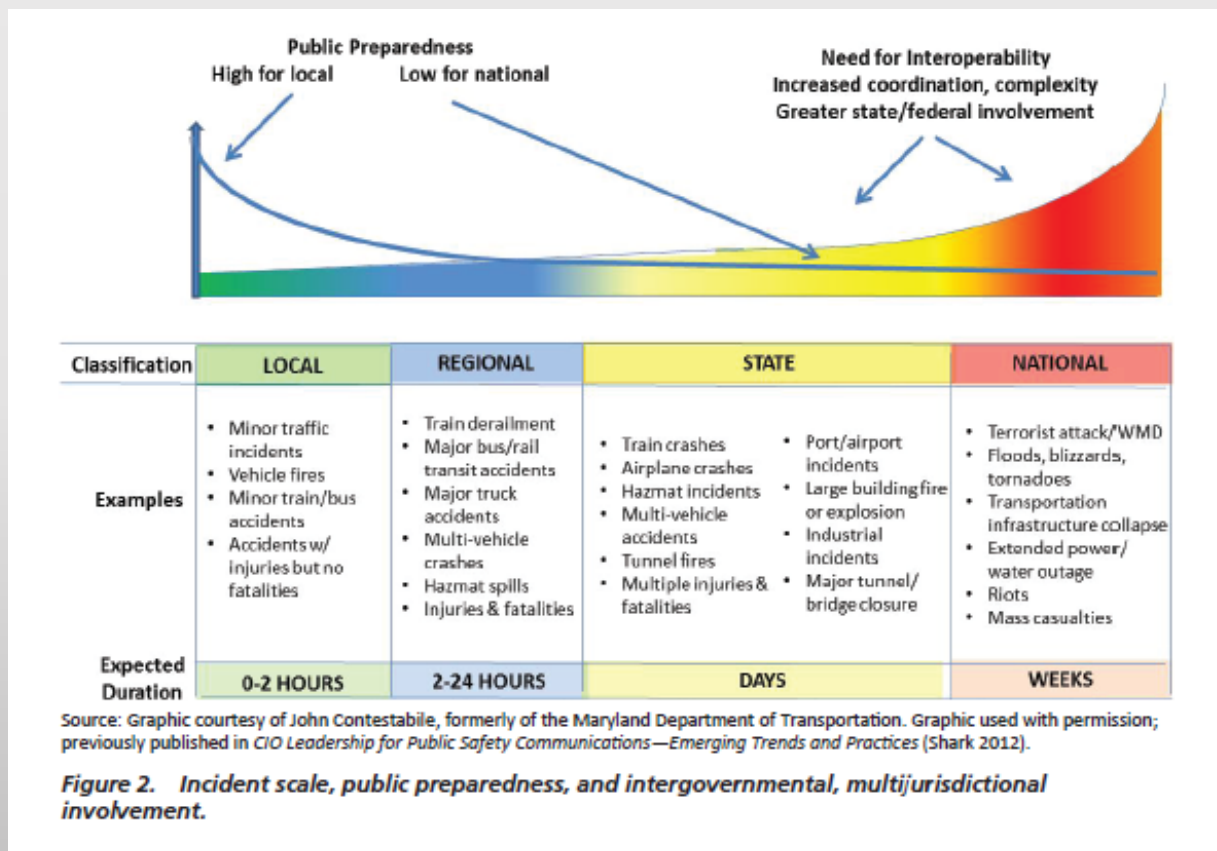 Public Preparedness
High for local Low for national
Need for Interoperability
Increased coordination, complexity
Greater state/federal involvement
Classification LOCAL REGIONAL STATE NATIONAL
Examples
• Minor traffic
incidents
• Vehicle fires
• Minor train/bus
accidents
• Accidents w/
injuries but no
fatalities
• Train derailment
• Major bus/rail
transit accidents
• Major truck
accidents
• Multi-vehicle
crashes
• Hazmat spills
• Injuries & fatalities
• Train crashes
• Airplane crashes
• Hazmat incidents
• Multi-vehicle
accidents
• Tunnel fires
• Multiple injuries &
fatalities
• Port/airport
incidents
• Large building fire
or explosion
• Industrial
incidents
• Major tunnel/
bridge closure
• Terrorist attack/WMD
• Floods, blizzards,
tornadoes
• Transportation
infrastructure collapse
• Extended power/
water outage
• Riots
• Mass casualties
Expected
Duration
0-2 HOURS 2-24 HOURS DAYS WEEKS
Source: Graphic courtesy of John Contestabile, formerly of the Maryland Department of Transportation. Graphic used with permission;
previously published in CIO Leadership for Public Safety Communications—Emerging Trends and Practices (Shark 2012).
Figure 2. Incident scale, public preparedness, and intergovernmental, multijurisdictional
involvement.